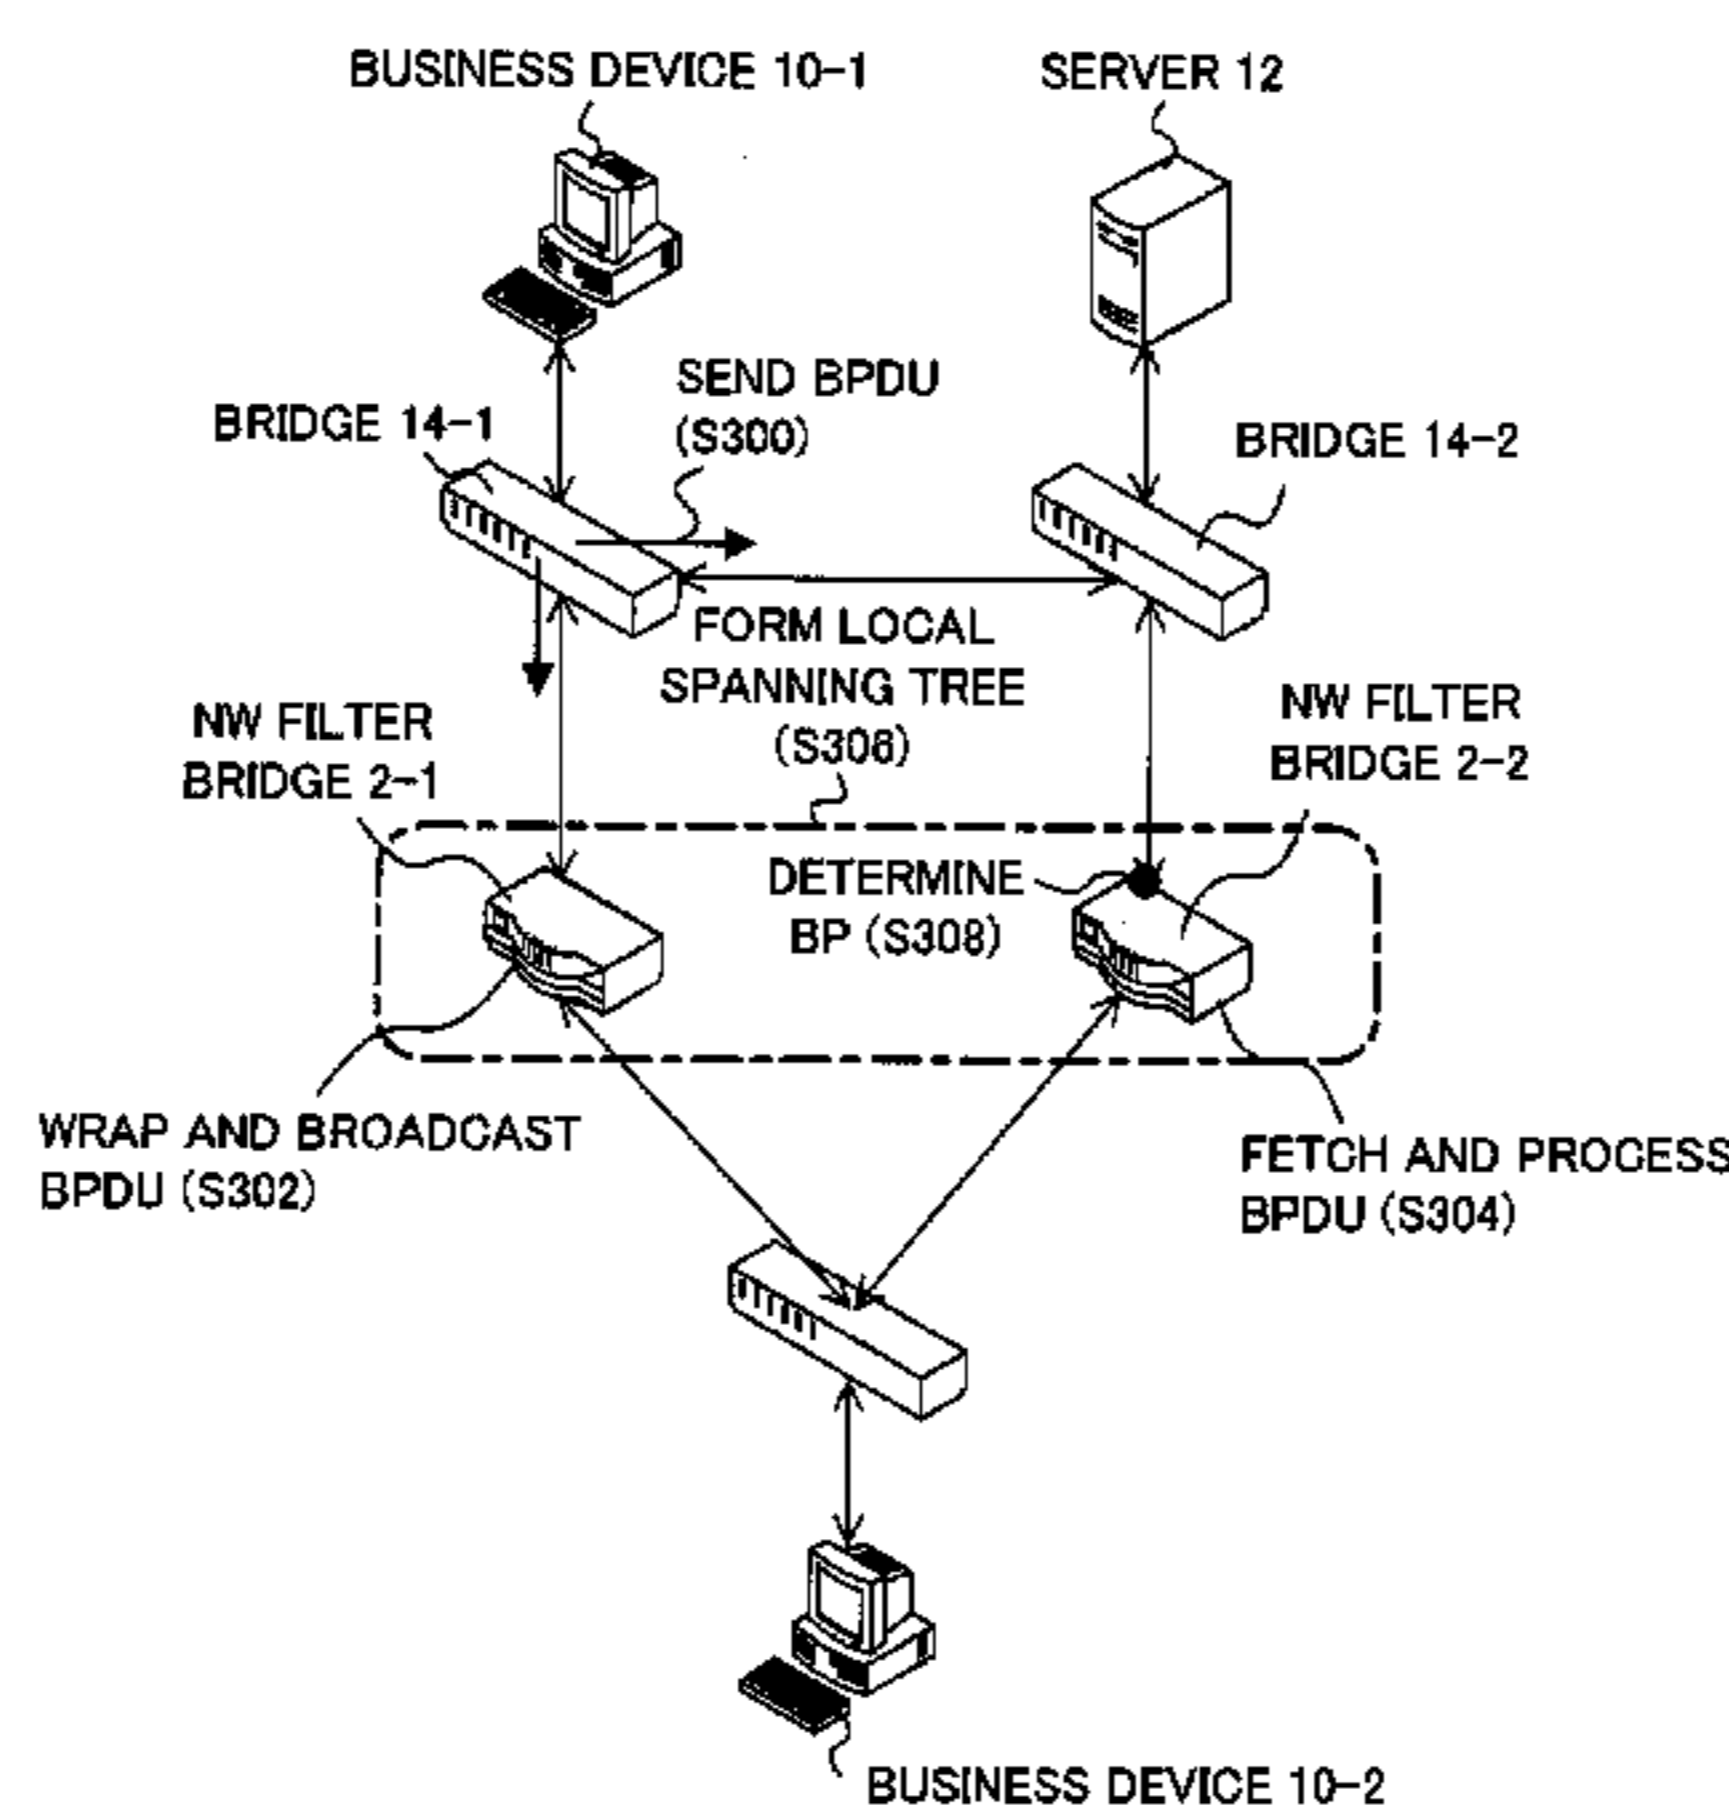 BUSINESS DEVICE 10-1
SERVER 12
SEND BPDU
(S300)
BRIDGE 14-1
BRIDGE 14-2
FORM LOCAL
SPANNING TREE
(S306)
NW FILTER
BRIDGE 2-1
NW FILTER
BRIDGE 2-2
DETERMINE
BP (S308)
WRAP AND BROADCAST
BPDU (S302)
FETCH AND PROCESS
BPDU (S304)
BUSINESS DEVICE 10-2